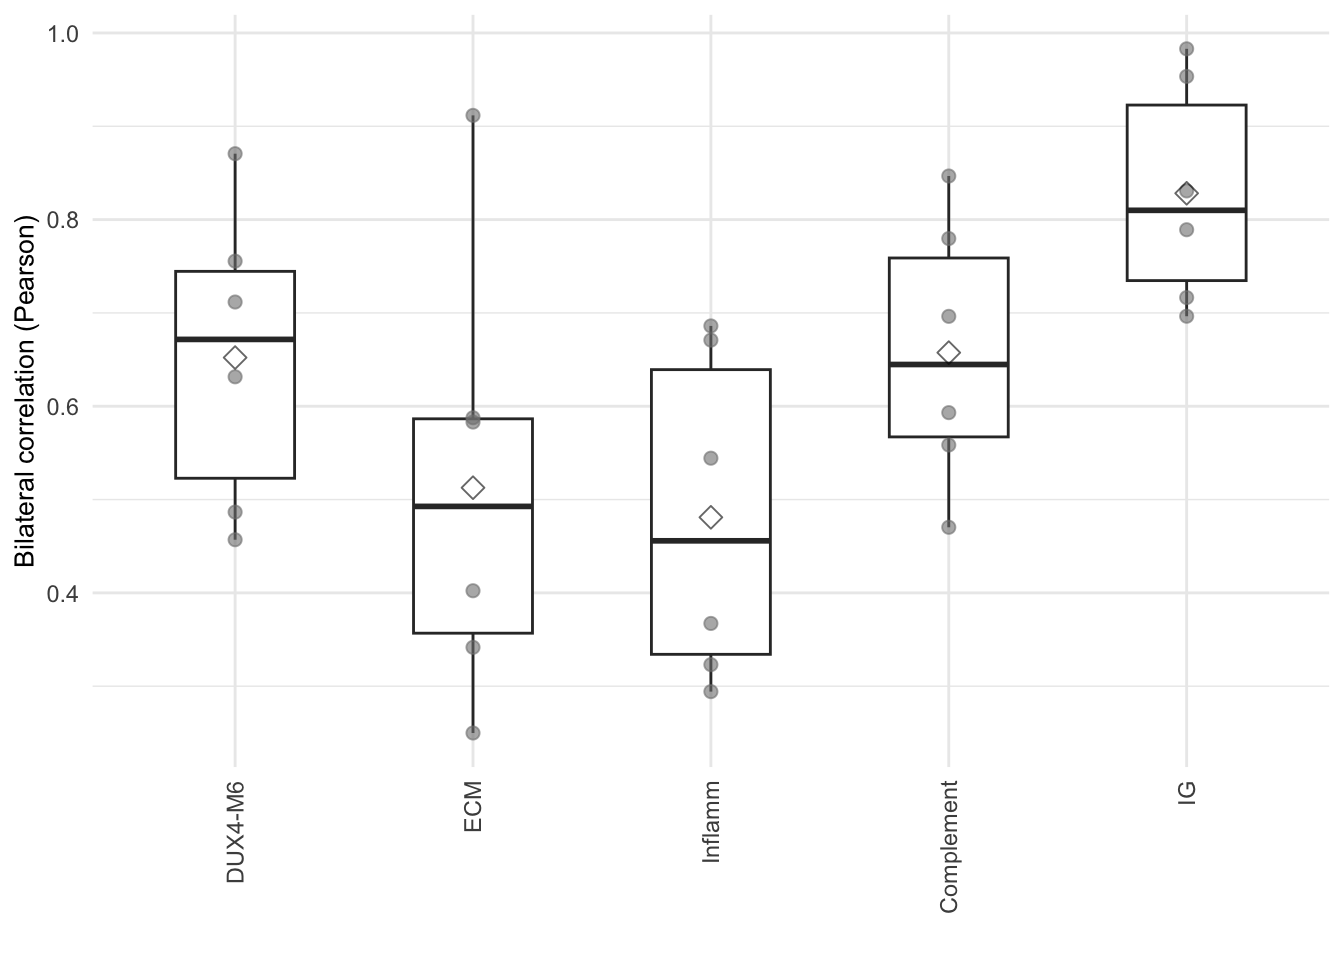 Bilateral correlation (Pearson)
1.0
0.8
0.6
0.4
DUX4-M6
ECM
Inflamm
Complement
IG